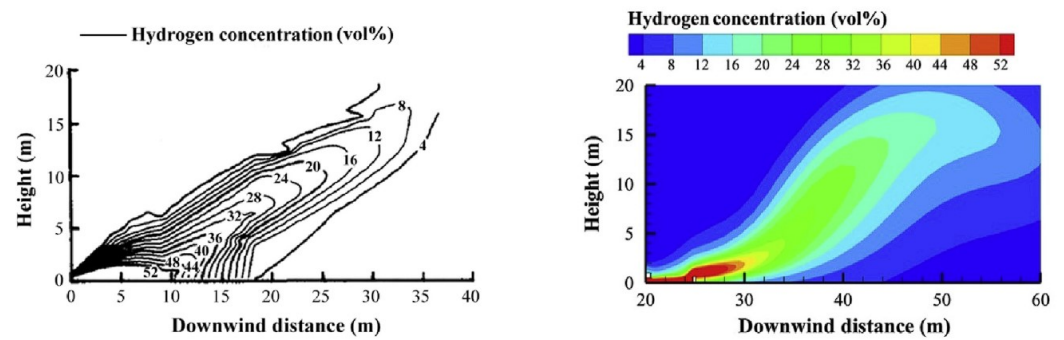 Hydrogen concentration (vol%)
20
15
10
5
0
Height (m)
8
12
4
16
20
24
28
32
36
40
48
44
52
0 5 10 15 20 25 30 35 40
Downwind distance (m)
Hydrogen concentration (vol%)
4 8 12 16 20 24 28 32 36 40 44 48 52
20
15
10
5
0
Height (m)
20 30 40 50 60
Downwind distance (m)